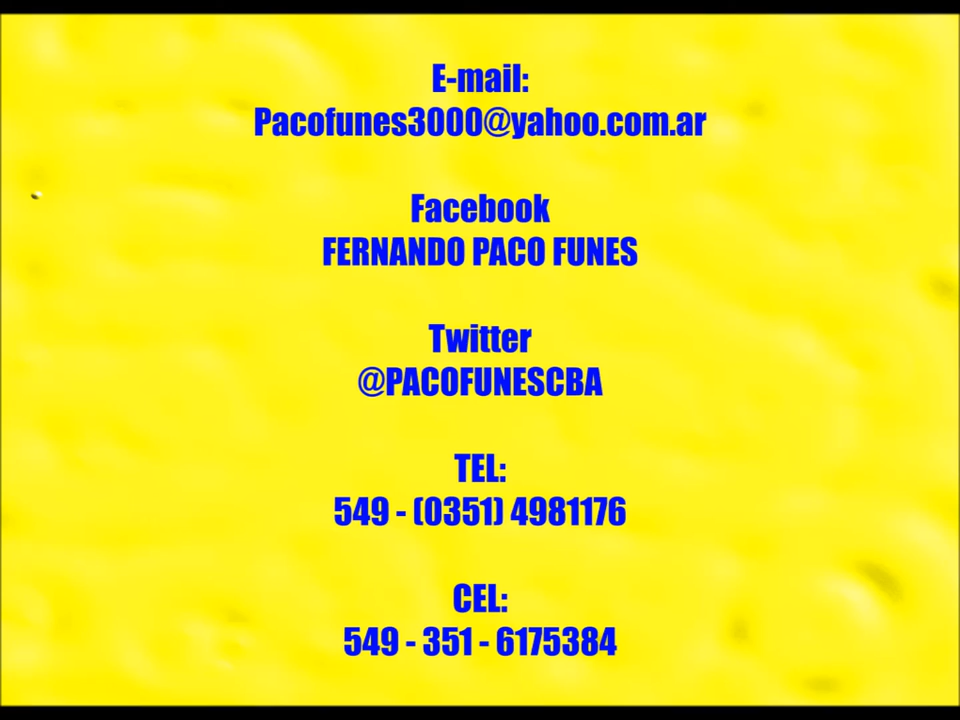 E-mail:
Pacofunes3000@yahoo.com.ar
Facebook
FERNANDO PACO FUNES
Twitter
@PACOFUNESCBA
TEL:
549 - (0351) 4981176
CEL:
549 - 351 - 6175384